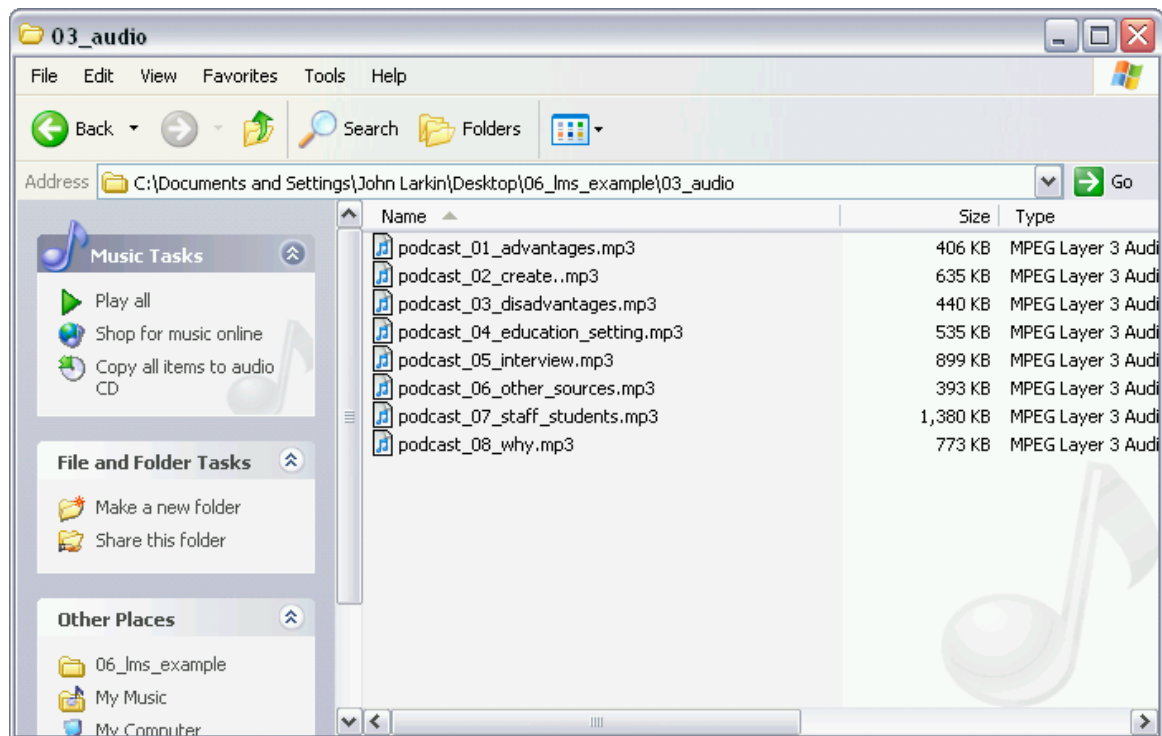 03_audio
File Edit View Favorites Tools Help
Back Search Folders
Address C:\Documents and Settings\John Larkin\Desktop\06_lms_example\03_audio Go
Music Tasks
Play all
Shop for music online
Copy all items to audio
CD
File and Folder Tasks
Make a new folder
Share this folder
Other Places
06_lms_example
My Music
My Computer
Name Size Type
podcast_01_advantages.mp3 406 KB MPEG Layer 3 Audi
podcast_02_create..mp3 635 KB MPEG Layer 3 Audi
podcast_03_disadvantages.mp3 440 KB MPEG Layer 3 Audi
podcast_04_education_setting.mp3 535 KB MPEG Layer 3 Audi
podcast_05_interview.mp3 899 KB MPEG Layer 3 Audi
podcast_06_other_sources.mp3 393 KB MPEG Layer 3 Audi
podcast_07_staff_students.mp3 1,380 KB MPEG Layer 3 Audi
podcast_08_why.mp3 773 KB MPEG Layer 3 Audi